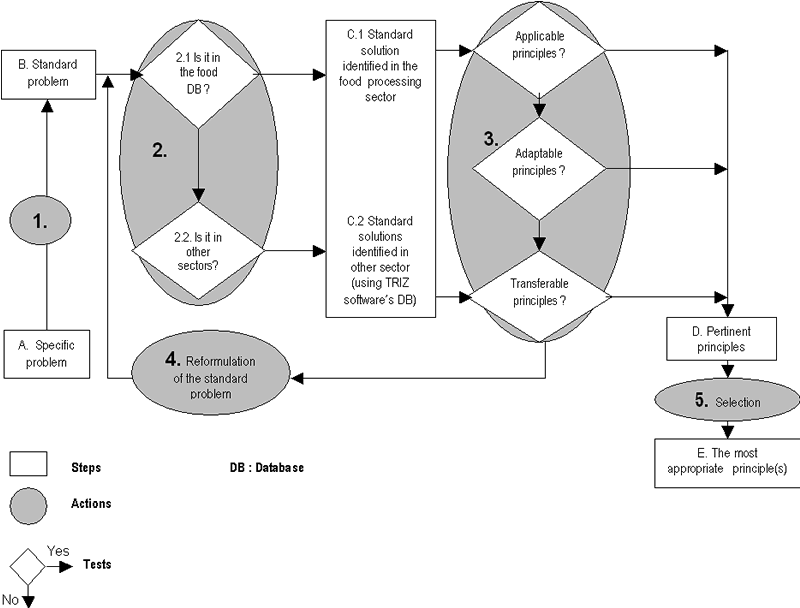 B. Standard
problem
1.
A. Specific
problem
2.1 Is it in
the food
DB ?
2.
2.2. Is it in
other
sectors?
C.1 Standard
solution
identified in the
food processing
sector
C.2 Standard
solutions
identified in
other sector
(using TRIZ
software's DB)
Applicable
principles ?
3.
Adaptable
principles ?
Transferable
principles ?
4. Reformulation
of the standard
problem
D. Pertinent
principles
5. Selection
E. The most
appropriate principle(s)
Steps
DB : Database
Actions
Yes
Tests
No